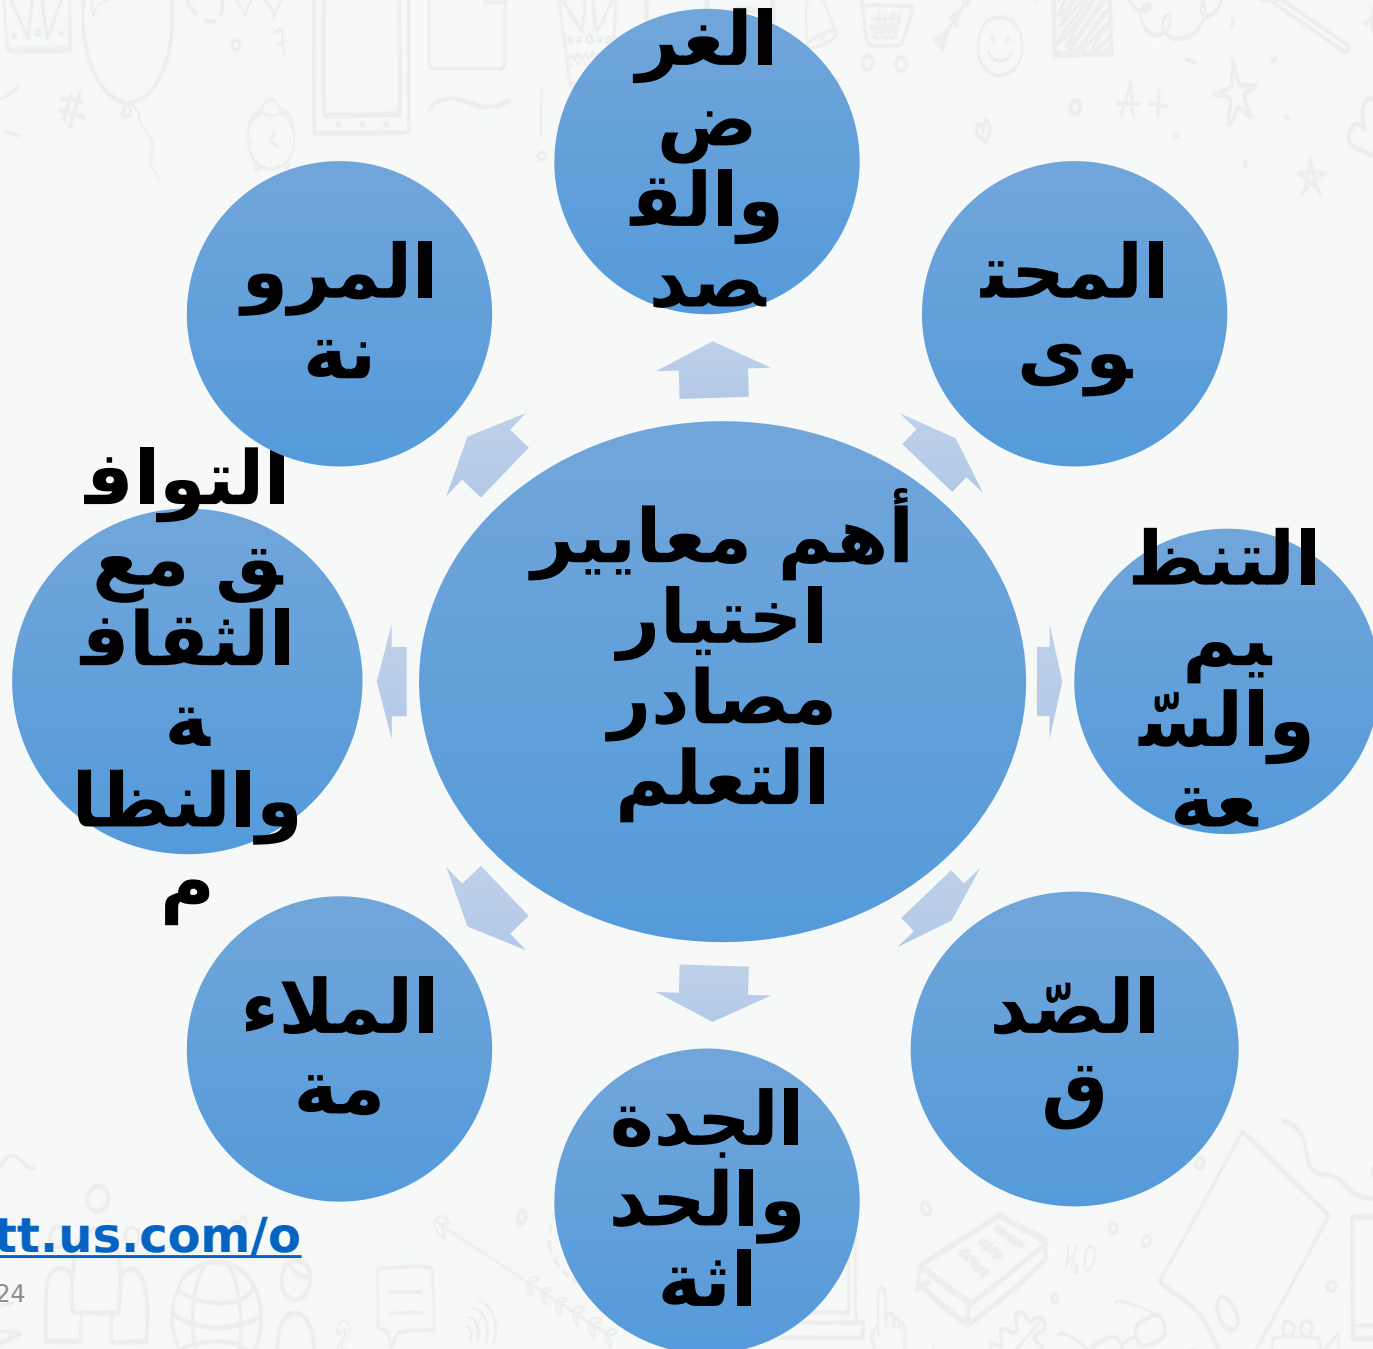 الغر
ض
والق
صد
المحت
وى
التنظ
يم
والسّ
عة
الصّد
ق
الجدة
والحد
اثة
الملاء
مة
التواف
ق مع
الثقاف
ة
والنظا
م
المرو
نة
أهم معايير
اختيار
مصادر
التعلم
tt.us.com/o
24